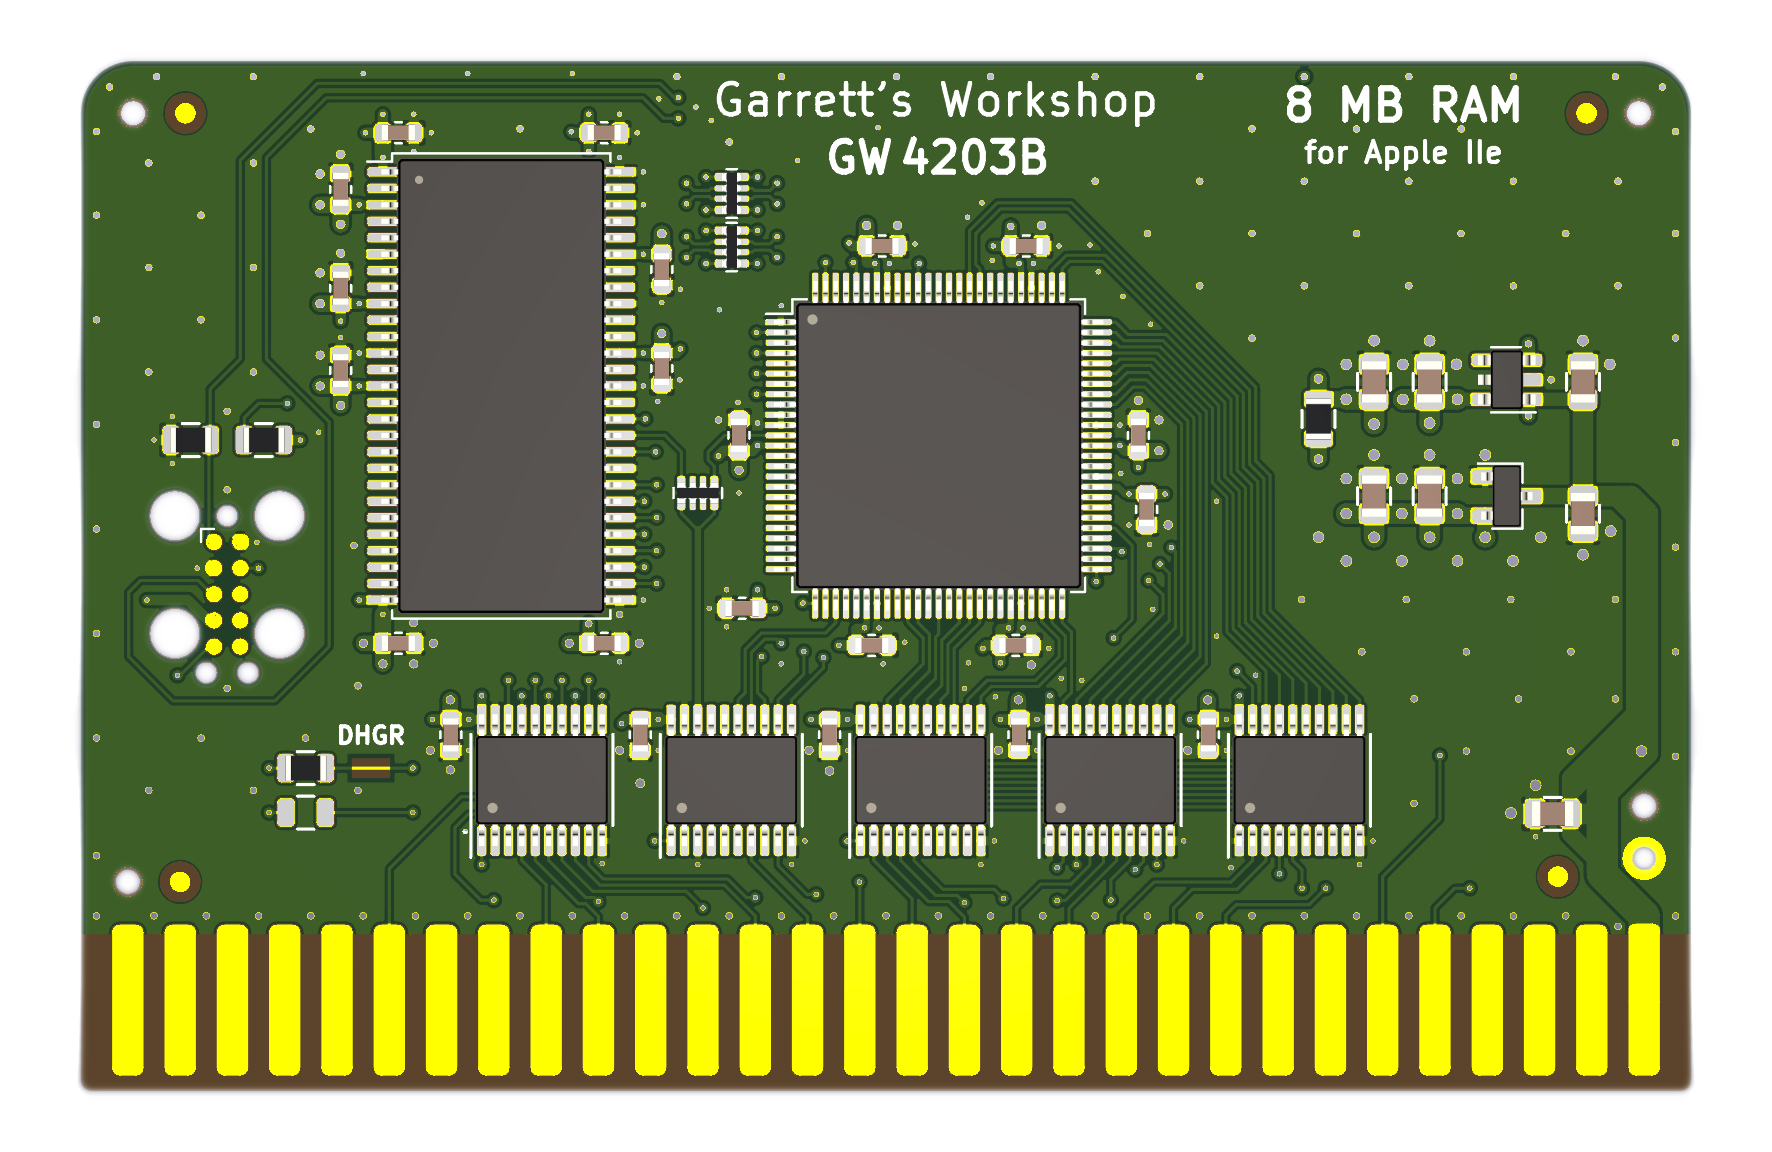 Garrett's Workshop
GW4203B
8 MB RAM
for Apple IIe
DHGR